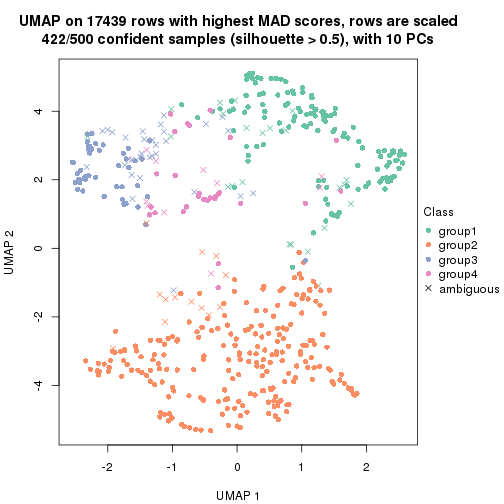 UMAP on 17439 rows with highest MAD scores, rows are scaled
422/500 confident samples (silhouette > 0.5), with 10 PCs
4
2
0
-2
-4
UMAP 2
-2
-1
0
1
2
UMAP 1
Class
group1
group2
group3
group4
ambiguous